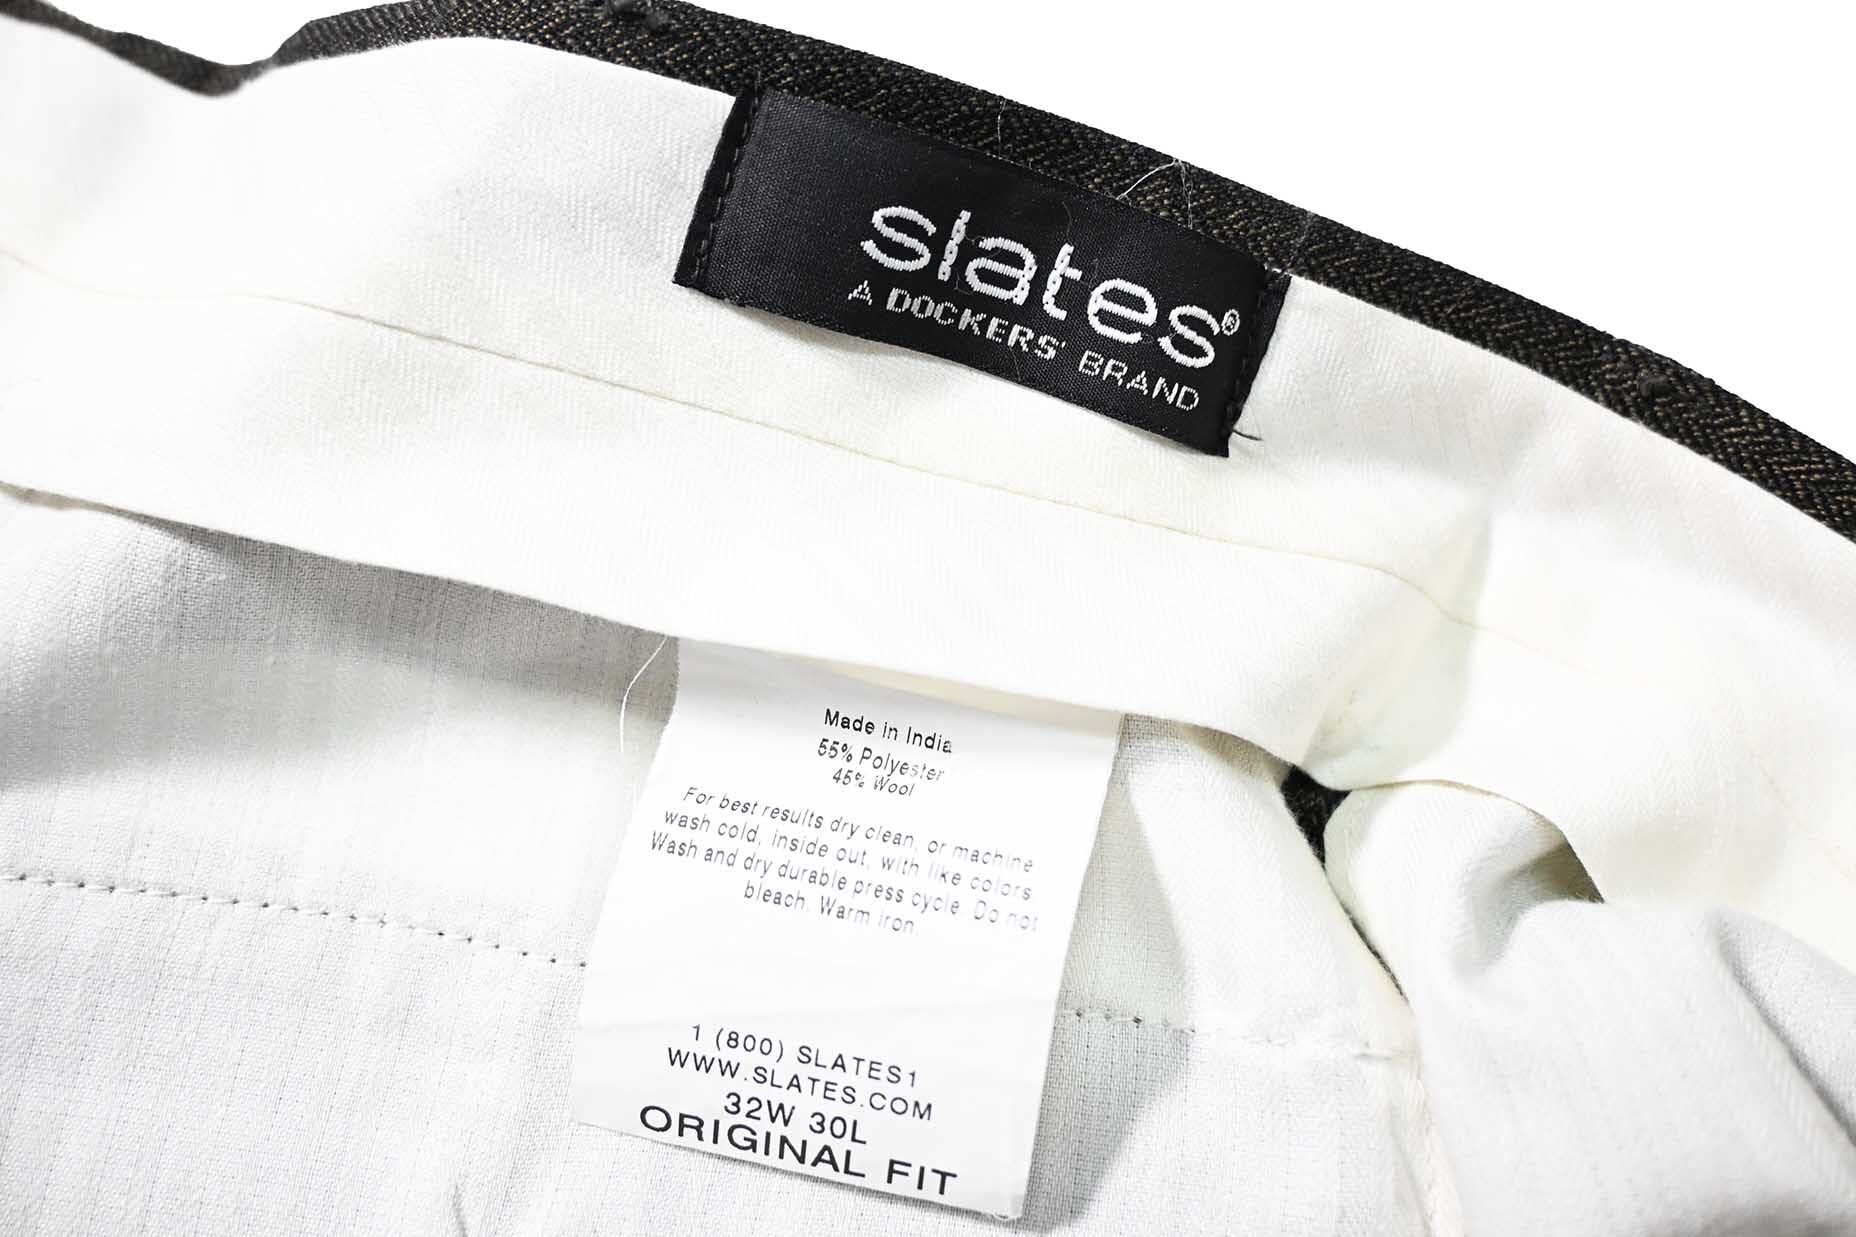 slates®
A DOCKERS® BRAND
Made in India
55% Polyester
45% Wool
For best results dry clean, or machine
wash cold, inside out, with like colors.
Wash and dry durable press cycle. Do not
bleach. Warm iron.
1 (800) SLATES1
WWW.SLATES.COM
32W 30L
ORIGINAL FIT